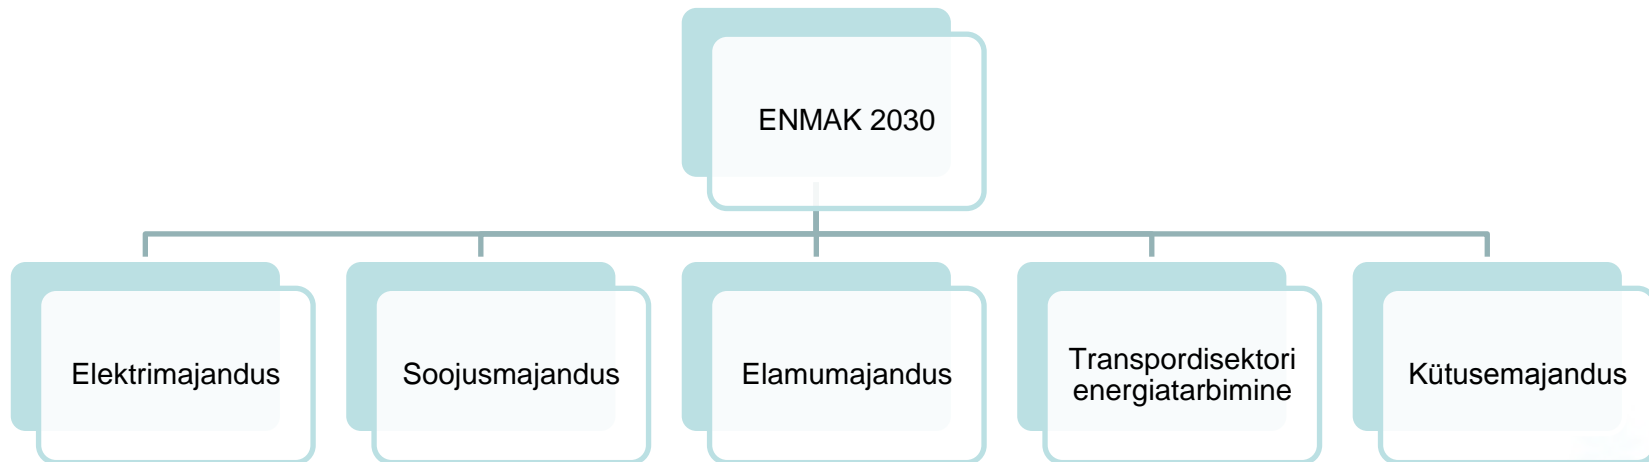 ENMAK 2030
Elektrimajandus
Soojusmajandus
Elamumajandus
Transpordisektori
energiatarbimine
Kütusemajandus